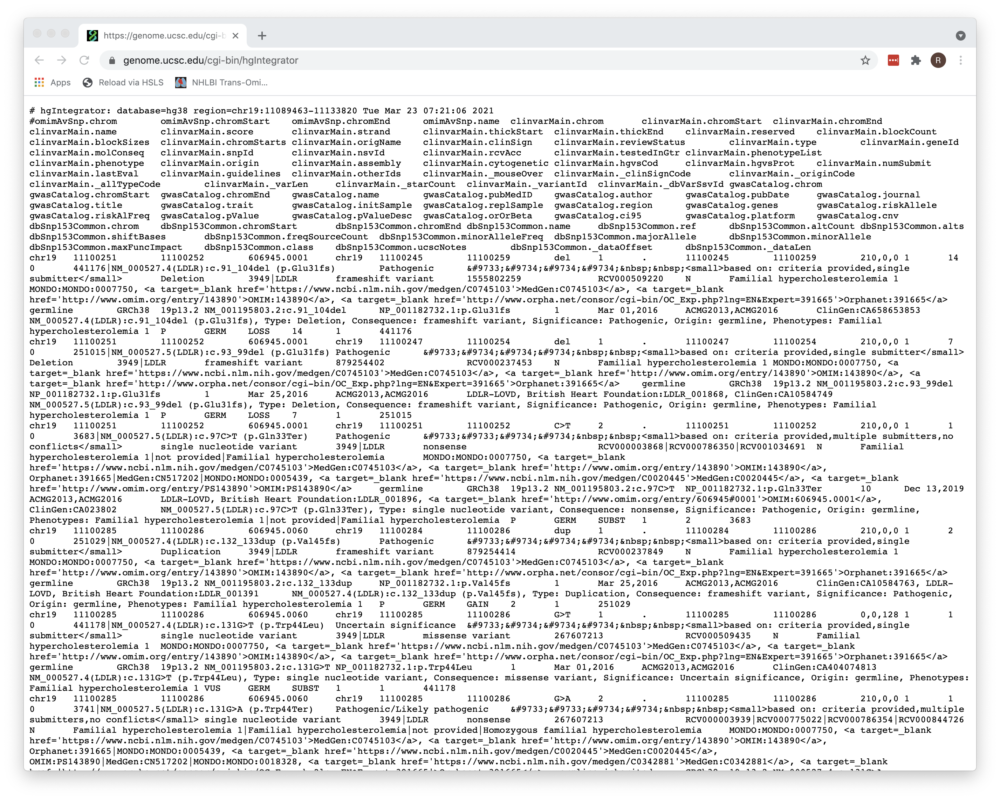 https://genome.ucsc.edu/cgi-b
genome.ucsc.edu/cgi-bin/hgIntegrator
R
Apps Reload via HSLS NHLBI Trans-Omi...
# hgIntegrator: database=hg38 region=chr19:11089463-11133820 Tue Mar 23 07:21:06 2021
#omimAvSnp.chrom omimAvSnp.chromStart omimAvSnp.chromEnd omimAvSnp.name clinvarMain.chrom clinvarMain.chromStart clinvarMain.chromEnd
clinvarMain.name clinvarMain.score clinvarMain.strand clinvarMain.thickStart clinvarMain.thickEnd clinvarMain.reserved clinvarMain.blockCount
clinvarMain.blockSizes clinvarMain.chromStarts clinvarMain.origName clinvarMain.clinSign clinvarMain.reviewStatus clinvarMain.type clinvarMain.geneId
clinvarMain.molConseq clinvarMain.snpId clinvarMain.nsvId clinvarMain.rcvAcc clinvarMain.testedInGtr clinvarMain.phenotypeList
clinvarMain.phenotype clinvarMain.origin clinvarMain.assembly clinvarMain.cytogenetic clinvarMain.hgvsCod clinvarMain.hgvsProt clinvarMain.numSubmit
clinvarMain.lastEval clinvarMain.guidelines clinvarMain.otherIds clinvarMain._mouseOver clinvarMain._clinSignCode clinvarMain._originCode
clinvarMain._allTypeCode clinvarMain._varLen clinvarMain._starCount clinvarMain._variantId clinvarMain._dbVarSsvId gwasCatalog.chrom
gwasCatalog.chromStart gwasCatalog.chromEnd gwasCatalog.name gwasCatalog.pubMedID gwasCatalog.author gwasCatalog.pubDate gwasCatalog.journal
gwasCatalog.title gwasCatalog.trait gwasCatalog.initSample gwasCatalog.replSample gwasCatalog.region gwasCatalog.genes gwasCatalog.riskAllele
gwasCatalog.riskAlFreq gwasCatalog.pValue gwasCatalog.pValueDesc gwasCatalog.orOrBeta gwasCatalog.ci95 gwasCatalog.platform gwasCatalog.cnv
dbSnp153Common.chrom dbSnp153Common.chromStart dbSnp153Common.chromEnd dbSnp153Common.name dbSnp153Common.ref dbSnp153Common.altCount dbSnp153Common.alts
dbSnp153Common.shiftBases dbSnp153Common.freqSourceCount dbSnp153Common.minorAlleleFreq dbSnp153Common.majorAllele dbSnp153Common.minorAllele
dbSnp153Common.maxFuncImpact dbSnp153Common.class dbSnp153Common.ucscNotes dbSnp153Common._dataOffset dbSnp153Common._dataLen
chr19 11100251 11100252 606945.0001 chr19 11100245 11100259 del 1 . 11100245 11100259 210,0,0 1 14
0 441176|NM_000527.4(LDLR):c.91_104del (p.Glu31fs) Pathogenic &#9733;&#9734;&#9734;&#9734;&nbsp;&nbsp;<small>based on: criteria provided,single
submitter</small> Deletion 3949|LDLR frameshift variant 1555802259 RCV000509220 N Familial hypercholesterolemia 1
MONDO:MONDO:0007750, <a target=_blank href='https://www.ncbi.nlm.nih.gov/medgen/C0745103'>MedGen:C0745103</a>, <a target=_blank
href='http://www.omim.org/entry/143890'>OMIM:143890</a>, <a target=_blank href='http://www.orpha.net/consor/cgi-bin/OC_Exp.php?lng=EN&Expert=391665'>Orphanet:391665</a>
germline GRCh38 19p13.2 NM_001195803.2:c.91_104del NP_001182732.1:p.Glu31fs 1 Mar 01,2016 ACMG2013,ACMG2016 ClinGen:CA658653853
NM_000527.4(LDLR):c.91_104del (p.Glu31fs), Type: Deletion, Consequence: frameshift variant, Significance: Pathogenic, Origin: germline, Phenotypes: Familial
hypercholesterolemia 1 P GERM LOSS 14 1 441176
chr19 11100251 11100252 606945.0001 chr19 11100247 11100254 del 1 . 11100247 11100254 210,0,0 1 7
0 251015|NM_000527.5(LDLR):c.93_99del (p.Glu31fs) Pathogenic &#9733;&#9734;&#9734;&#9734;&nbsp;&nbsp;<small>based on: criteria provided,single submitter</small>
Deletion 3949|LDLR frameshift variant 879254402 RCV000237453 N Familial hypercholesterolemia 1 MONDO:MONDO:0007750, <a
target=_blank href='https://www.ncbi.nlm.nih.gov/medgen/C0745103'>MedGen:C0745103</a>, <a target=_blank href='http://www.omim.org/entry/143890'>OMIM:143890</a>, <a
target=_blank href='http://www.orpha.net/consor/cgi-bin/OC_Exp.php?lng=EN&Expert=391665'>Orphanet:391665</a> germline GRCh38 19p13.2 NM_001195803.2:c.93_99del
NP_001182732.1:p.Glu31fs 1 Mar 25,2016 ACMG2013,ACMG2016 LDLR-LOVD, British Heart Foundation:LDLR_001868, ClinGen:CA10584749
NM_000527.5(LDLR):c.93_99del (p.Glu31fs), Type: Deletion, Consequence: frameshift variant, Significance: Pathogenic, Origin: germline, Phenotypes: Familial
hypercholesterolemia 1 P GERM LOSS 7 1 251015
chr19 11100251 11100252 606945.0001 chr19 11100251 11100252 C>T 2 . 11100251 11100252 210,0,0 1 1
0 3683|NM_000527.5(LDLR):c.97C>T (p.Gln33Ter) Pathogenic &#9733;&#9733;&#9734;&#9734;&nbsp;&nbsp;<small>based on: criteria provided,multiple submitters,no
conflicts</small> single nucleotide variant 3949|LDLR nonsense RCV000003868|RCV000786350|RCV001034691 N Familial
hypercholesterolemia 1|not provided|Familial hypercholesterolemia MONDO:MONDO:0007750, <a target=_blank
href='https://www.ncbi.nlm.nih.gov/medgen/C0745103'>MedGen:C0745103</a>, <a target=_blank href='http://www.omim.org/entry/143890'>OMIM:143890</a>,
Orphanet:391665|MedGen:CN517202|MONDO:MONDO:0005439, <a target=_blank href='https://www.ncbi.nlm.nih.gov/medgen/C0020445'>MedGen:C0020445</a>, <a target=_blank
href='http://www.omim.org/entry/PS143890'>OMIM:PS143890</a> germline GRCh38 19p13.2 NM_001195803.2:c.97C>T NP_001182732.1:p.Gln33Ter 10 Dec 13,2019
ACMG2013,ACMG2016 LDLR-LOVD, British Heart Foundation:LDLR_001896, <a target=_blank href='http://www.omim.org/entry/606945#0001'>OMIM:606945.0001</a>,
ClinGen:CA023802 NM_000527.5(LDLR):c.97C>T (p.Gln33Ter), Type: single nucleotide variant, Consequence: nonsense, Significance: Pathogenic, Origin: germline,
Phenotypes: Familial hypercholesterolemia 1|not provided|Familial hypercholesterolemia P GERM SUBST 1 2 3683
chr19 11100285 11100286 606945.0060 chr19 11100284 11100286 dup 1 . 11100284 11100286 210,0,0 1 2
0 251029|NM_000527.4(LDLR):c.132_133dup (p.Val45fs) Pathogenic &#9733;&#9734;&#9734;&#9734;&nbsp;&nbsp;<small>based on: criteria provided,single
submitter</small> Duplication 3949|LDLR frameshift variant 879254414 RCV000237849 N Familial hypercholesterolemia 1
MONDO:MONDO:0007750, <a target=_blank href='https://www.ncbi.nlm.nih.gov/medgen/C0745103'>MedGen:C0745103</a>, <a target=_blank
href='http://www.omim.org/entry/143890'>OMIM:143890</a>, <a target=_blank href='http://www.orpha.net/consor/cgi-bin/OC_Exp.php?lng=EN&Expert=391665'>Orphanet:391665</a>
germline GRCh38 19p13.2 NM_001195803.2:c.132_133dup NP_001182732.1:p.Val45fs 1 Mar 25,2016 ACMG2013,ACMG2016 ClinGen:CA10584763, LDLR-
LOVD, British Heart Foundation:LDLR_001391 NM_000527.4(LDLR):c.132_133dup (p.Val45fs), Type: Duplication, Consequence: frameshift variant, Significance: Pathogenic,
Origin: germline, Phenotypes: Familial hypercholesterolemia 1 P GERM GAIN 2 1 251029
chr19 11100285 11100286 606945.0060 chr19 11100285 11100286 G>T 1 . 11100285 11100286 0,0,128 1 1
0 441178|NM_000527.4(LDLR):c.131G>T (p.Trp44Leu) Uncertain significance &#9733;&#9734;&#9734;&#9734;&nbsp;&nbsp;<small>based on: criteria provided,single
submitter</small> single nucleotide variant 3949|LDLR missense variant 267607213 RCV000509435 N Familial
hypercholesterolemia 1 MONDO:MONDO:0007750, <a target=_blank href='https://www.ncbi.nlm.nih.gov/medgen/C0745103'>MedGen:C0745103</a>, <a target=_blank
href='http://www.omim.org/entry/143890'>OMIM:143890</a>, <a target=_blank href='http://www.orpha.net/consor/cgi-bin/OC_Exp.php?lng=EN&Expert=391665'>Orphanet:391665</a>
germline GRCh38 19p13.2 NM_001195803.2:c.131G>T NP_001182732.1:p.Trp44Leu 1 Mar 01,2016 ACMG2013,ACMG2016 ClinGen:CA404074813
NM_000527.4(LDLR):c.131G>T (p.Trp44Leu), Type: single nucleotide variant, Consequence: missense variant, Significance: Uncertain significance, Origin: germline, Phenotypes:
Familial hypercholesterolemia 1 VUS GERM SUBST 1 1 441178
chr19 11100285 11100286 606945.0060 chr19 11100285 11100286 G>A 2 . 11100285 11100286 210,0,0 1 1
0 3741|NM_000527.5(LDLR):c.131G>A (p.Trp44Ter) Pathogenic/Likely pathogenic &#9733;&#9733;&#9734;&#9734;&nbsp;&nbsp;<small>based on: criteria provided,multiple
submitters,no conflicts</small> single nucleotide variant 3949|LDLR nonsense 267607213 RCV000003939|RCV000775022|RCV000786354|RCV000844726
N Familial hypercholesterolemia 1|Familial hypercholesterolemia|not provided|Homozygous familial hypercholesterolemia MONDO:MONDO:0007750, <a target=_blank
href='https://www.ncbi.nlm.nih.gov/medgen/C0745103'>MedGen:C0745103</a>, <a target=_blank href='http://www.omim.org/entry/143890'>OMIM:143890</a>,
Orphanet:391665|MONDO:MONDO:0005439, <a target=_blank href='https://www.ncbi.nlm.nih.gov/medgen/C0020445'>MedGen:C0020445</a>,
OMIM:PS143890|MedGen:CN517202|MONDO:MONDO:0018328, <a target=_blank href='https://www.ncbi.nlm.nih.gov/medgen/C0342881'>MedGen:C0342881</a>, <a target=_blank